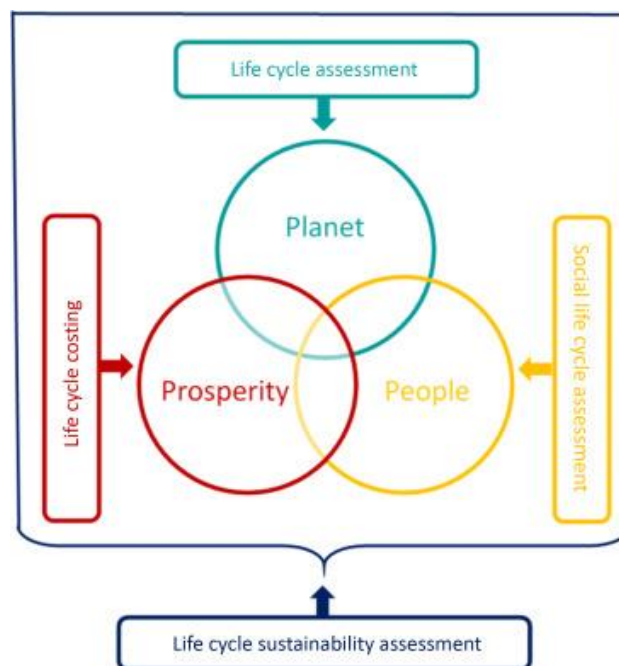 Life cycle assessment
Planet
Life cycle costing
Prosperity
People
Social life cycle assessment
Life cycle sustainability assessment